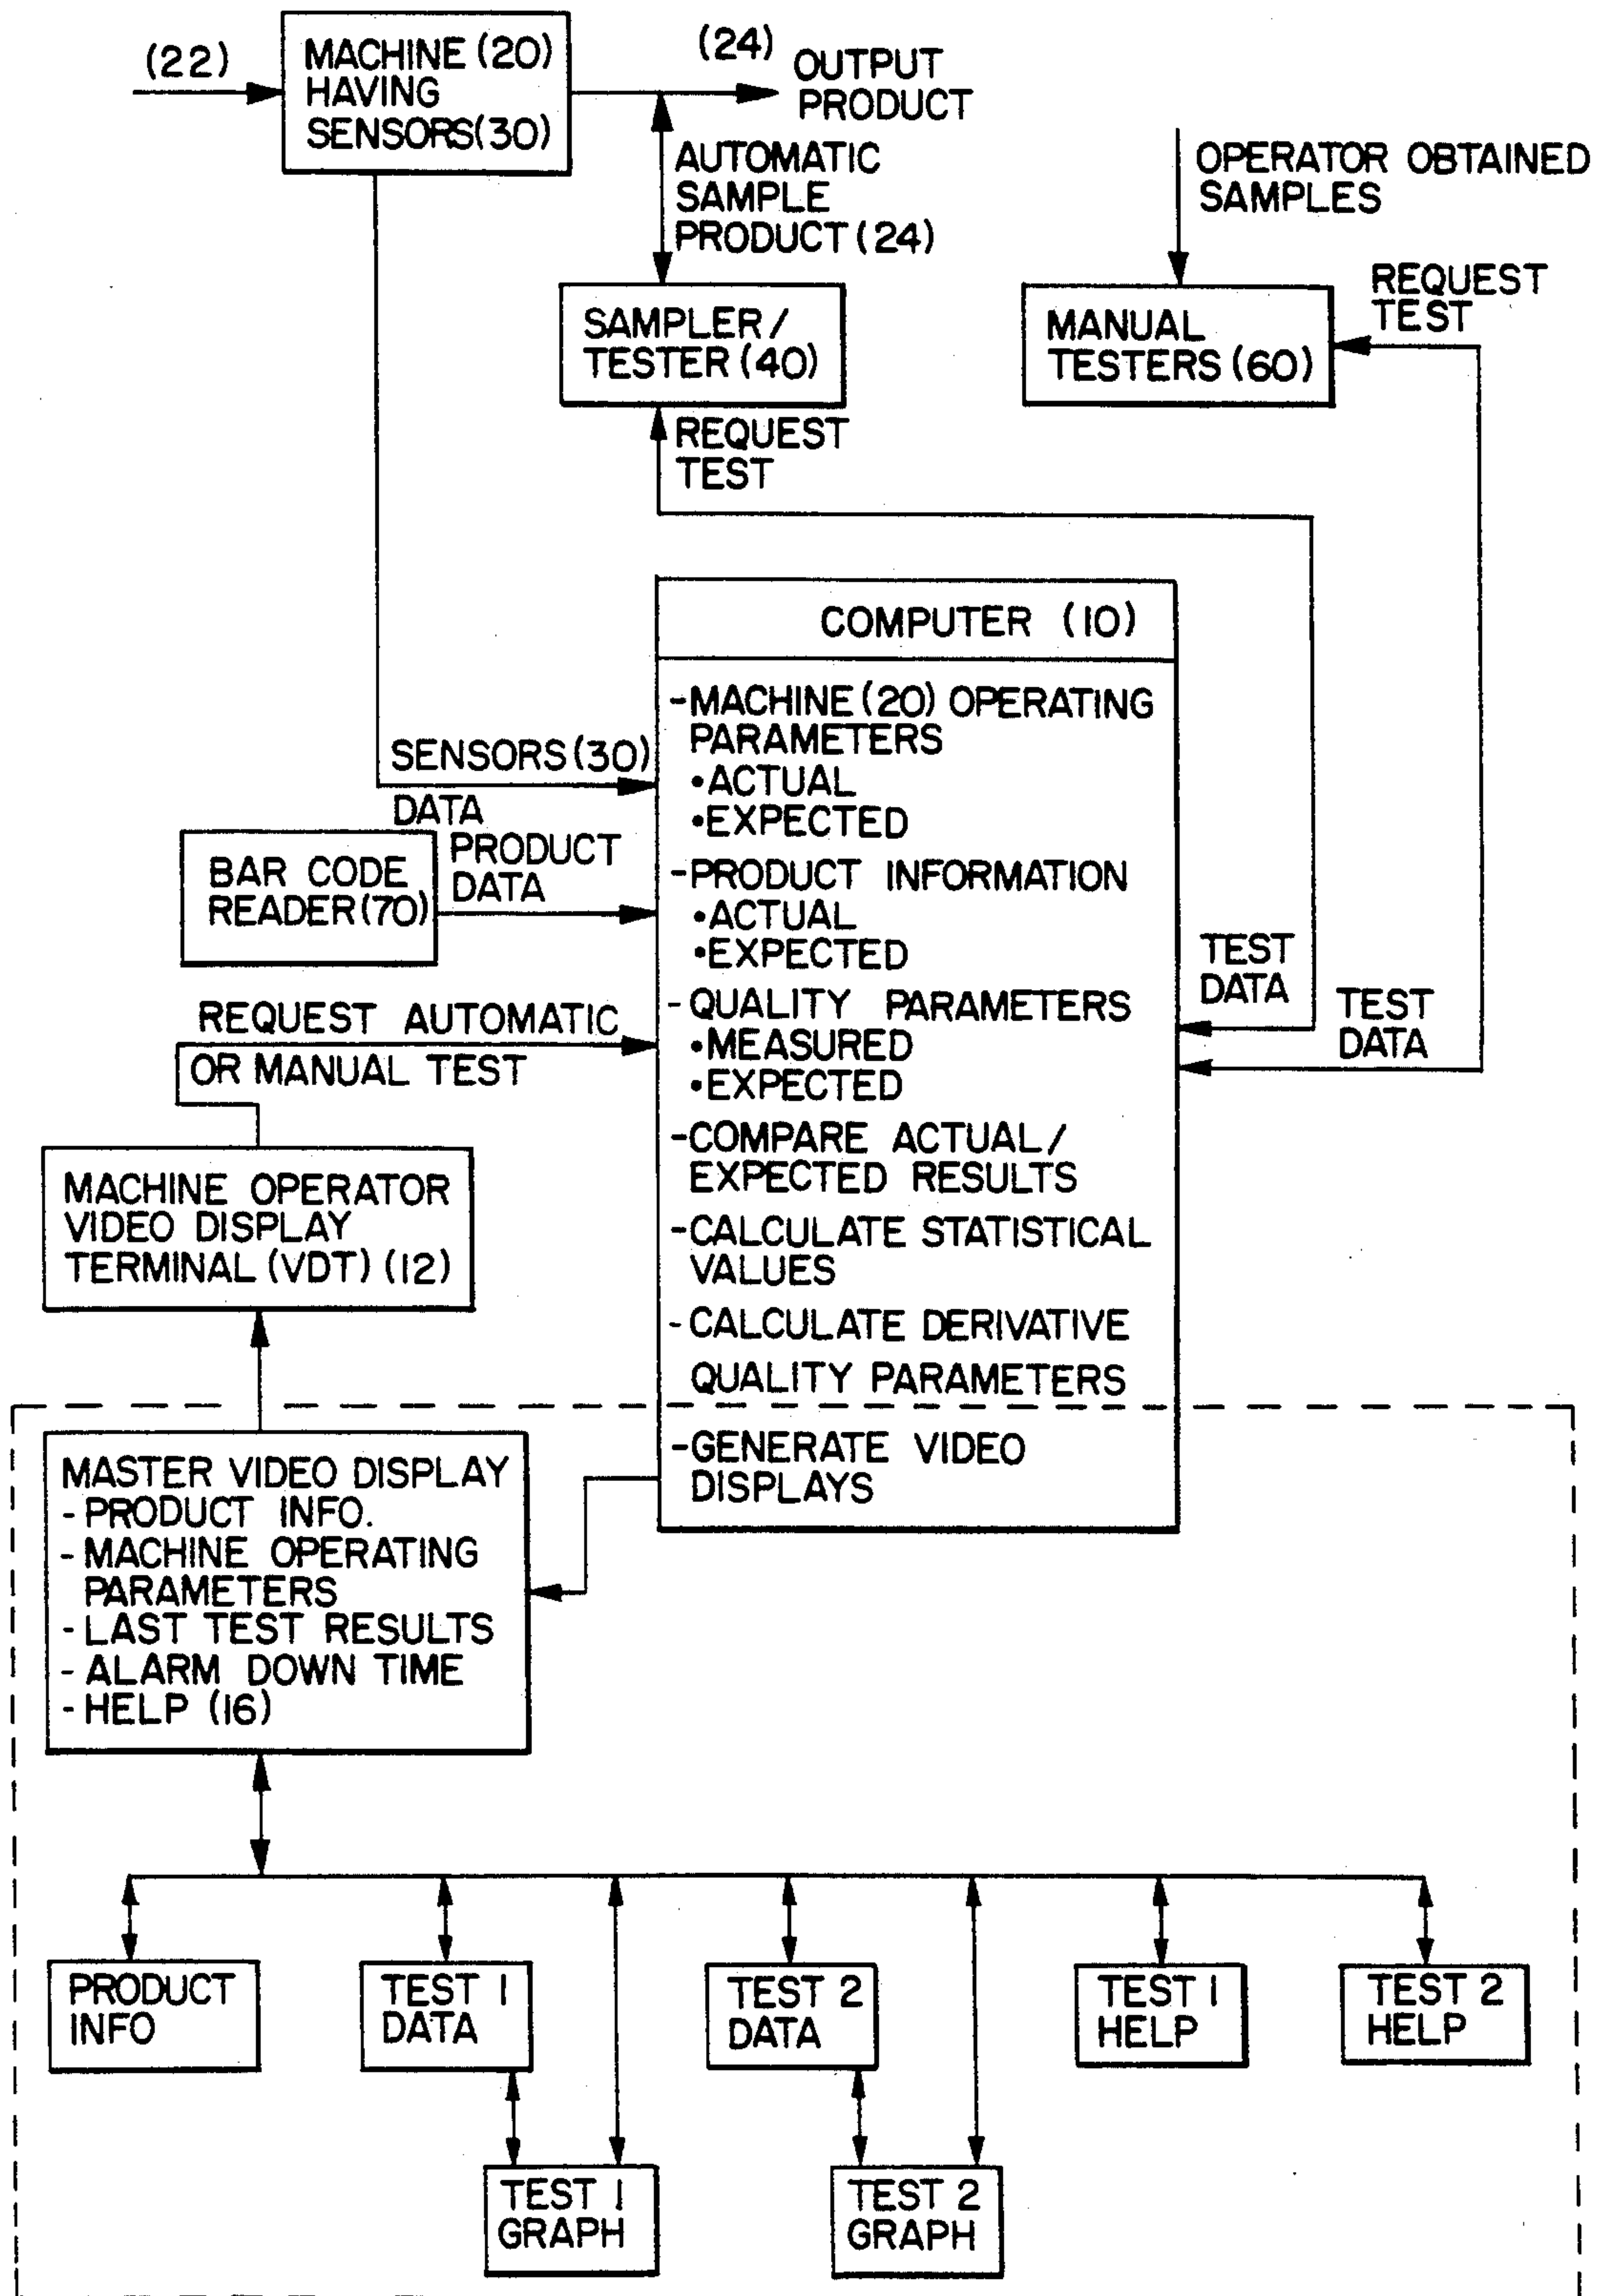 (22)
MACHINE (20)
HAVING
SENSORS(30)
(24)
OUTPUT
PRODUCT
AUTOMATIC
SAMPLE
PRODUCT (24)
OPERATOR OBTAINED
SAMPLES
SAMPLER/
TESTER (40)
MANUAL
TESTERS (60)
REQUEST
TEST
REQUEST
TEST
COMPUTER (10)
-MACHINE (20) OPERATING
PARAMETERS
•ACTUAL
•EXPECTED
-PRODUCT INFORMATION
•ACTUAL
•EXPECTED
- QUALITY PARAMETERS
•MEASURED
•EXPECTED
-COMPARE ACTUAL/
EXPECTED RESULTS
-CALCULATE STATISTICAL
VALUES
- CALCULATE DERIVATIVE
QUALITY PARAMETERS
-GENERATE VIDEO
DISPLAYS
SENSORS (30)
DATA
BAR CODE
READER (70)
PRODUCT
DATA
REQUEST AUTOMATIC
OR MANUAL TEST
TEST
DATA
TEST
DATA
MACHINE OPERATOR
VIDEO DISPLAY
TERMINAL (VDT) (12)
MASTER VIDEO DISPLAY
- PRODUCT INFO.
- MACHINE OPERATING
PARAMETERS
- LAST TEST RESULTS
- ALARM DOWN TIME
- HELP (16)
PRODUCT
INFO
TEST 1
DATA
TEST 2
DATA
TEST 1
HELP
TEST 2
HELP
TEST 1
GRAPH
TEST 2
GRAPH